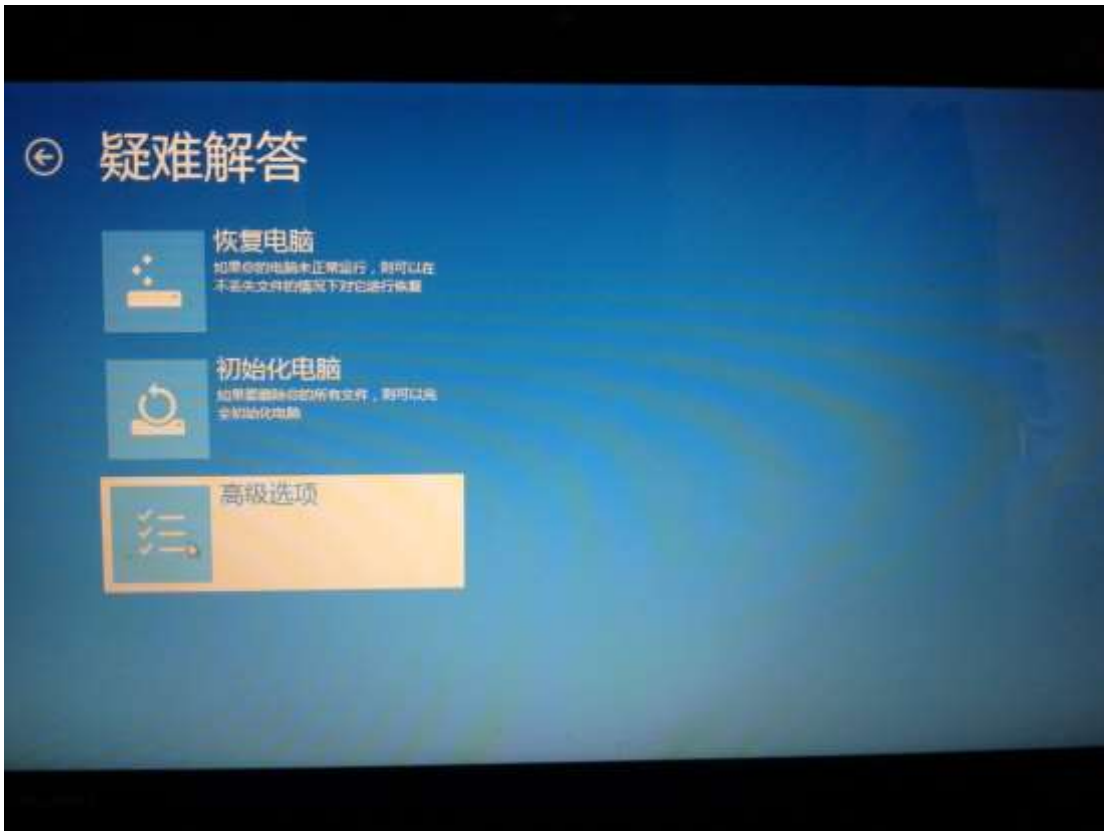 疑难解答
恢复电脑
如果你的电脑未正常运行，则可以在
不丢失文件的情况下对它进行恢复
初始化电脑
如果要删除你的所有文件，则可以完
全初始化电脑
高级选项